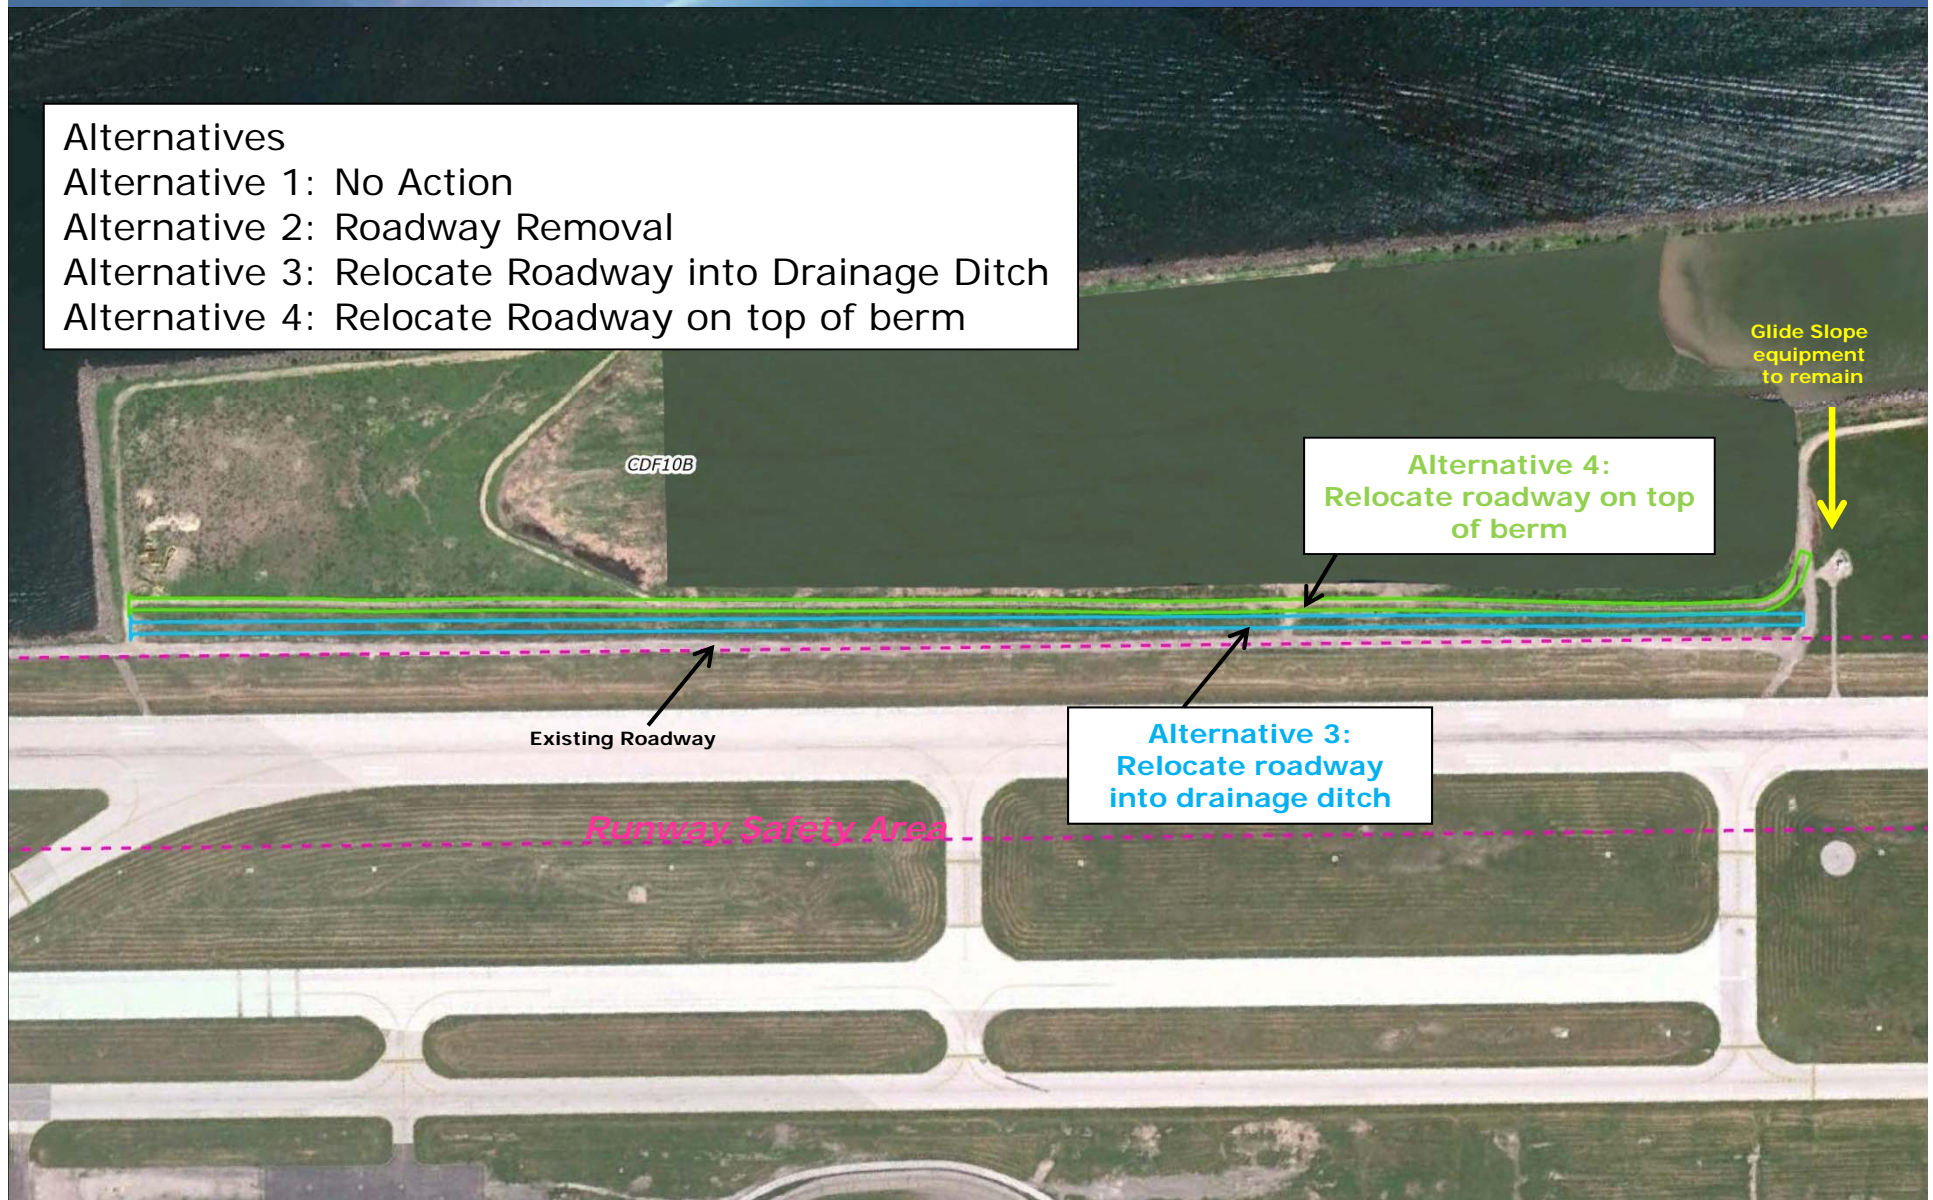 Alternatives
Alternative 1: No Action
Alternative 2: Roadway Removal
Alternative 3: Relocate Roadway into Drainage Ditch
Alternative 4: Relocate Roadway on top of berm
Glide Slope
equipment
to remain
CDF10B
Alternative 4:
Relocate roadway on top
of berm
Existing Roadway
Alternative 3:
Relocate roadway
into drainage ditch
Runway Safety Area